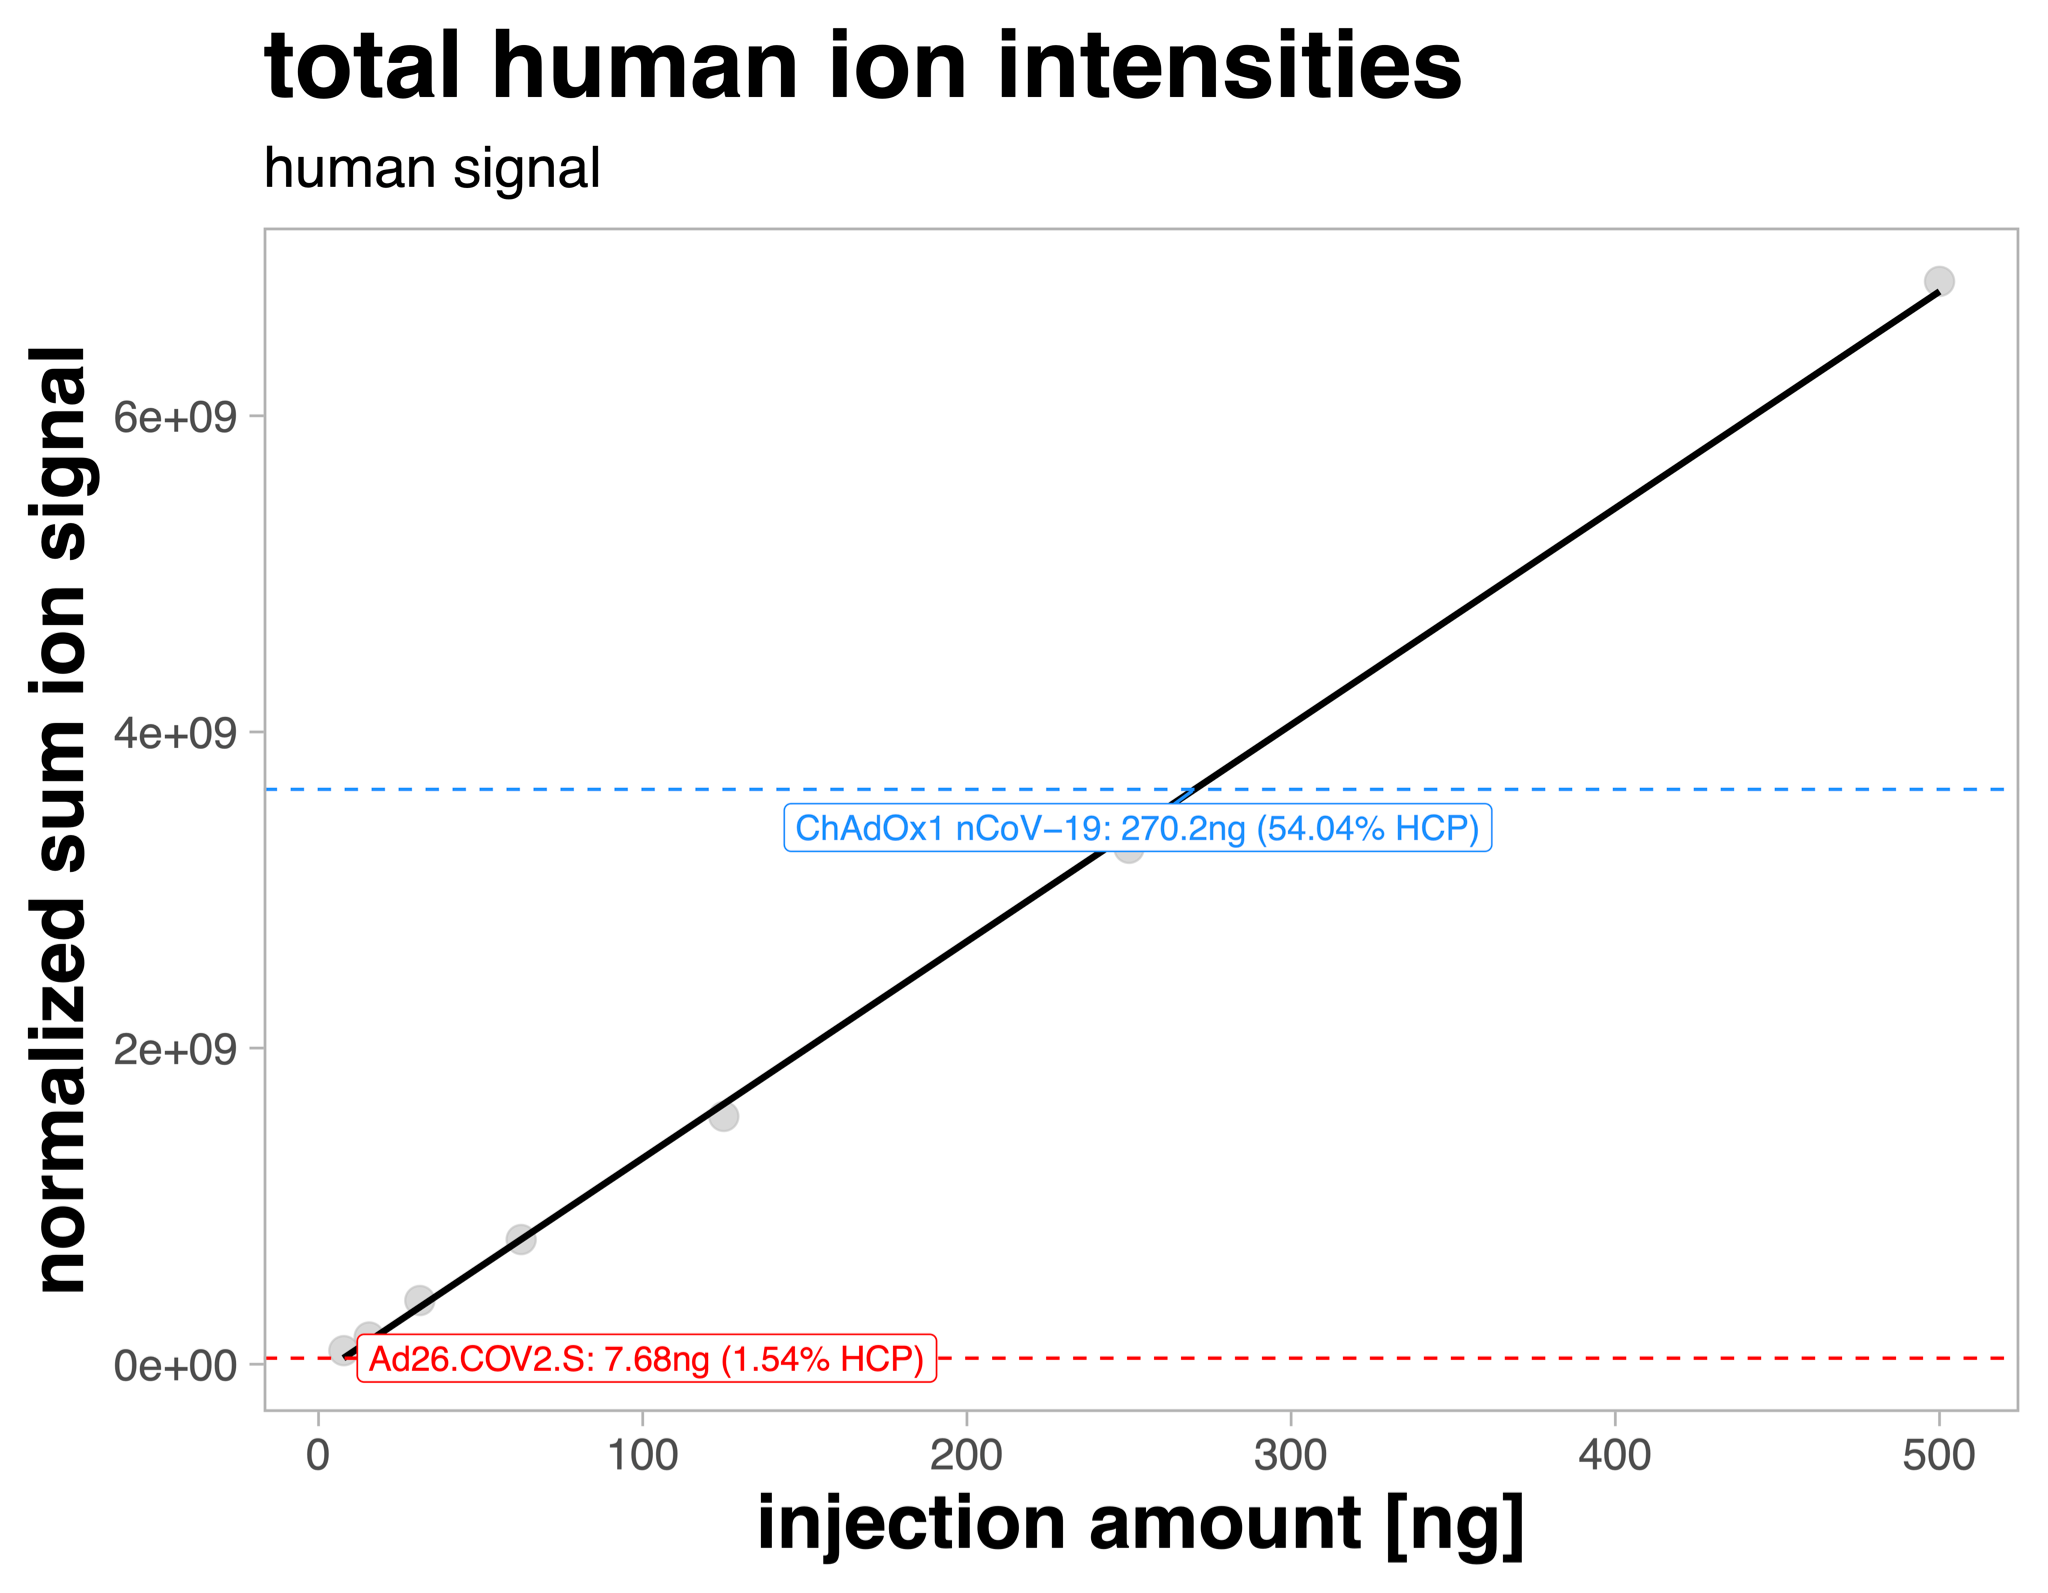 total human ion intensities
human signal
normalized sum ion signal
6e+09
4e+09
2e+09
0e+00
ChAdOx1 nCoV−19: 270.2ng (54.04% HCP)
Ad26.COV2.S: 7.68ng (1.54% HCP)
0 100 200 300 400 500
injection amount [ng]